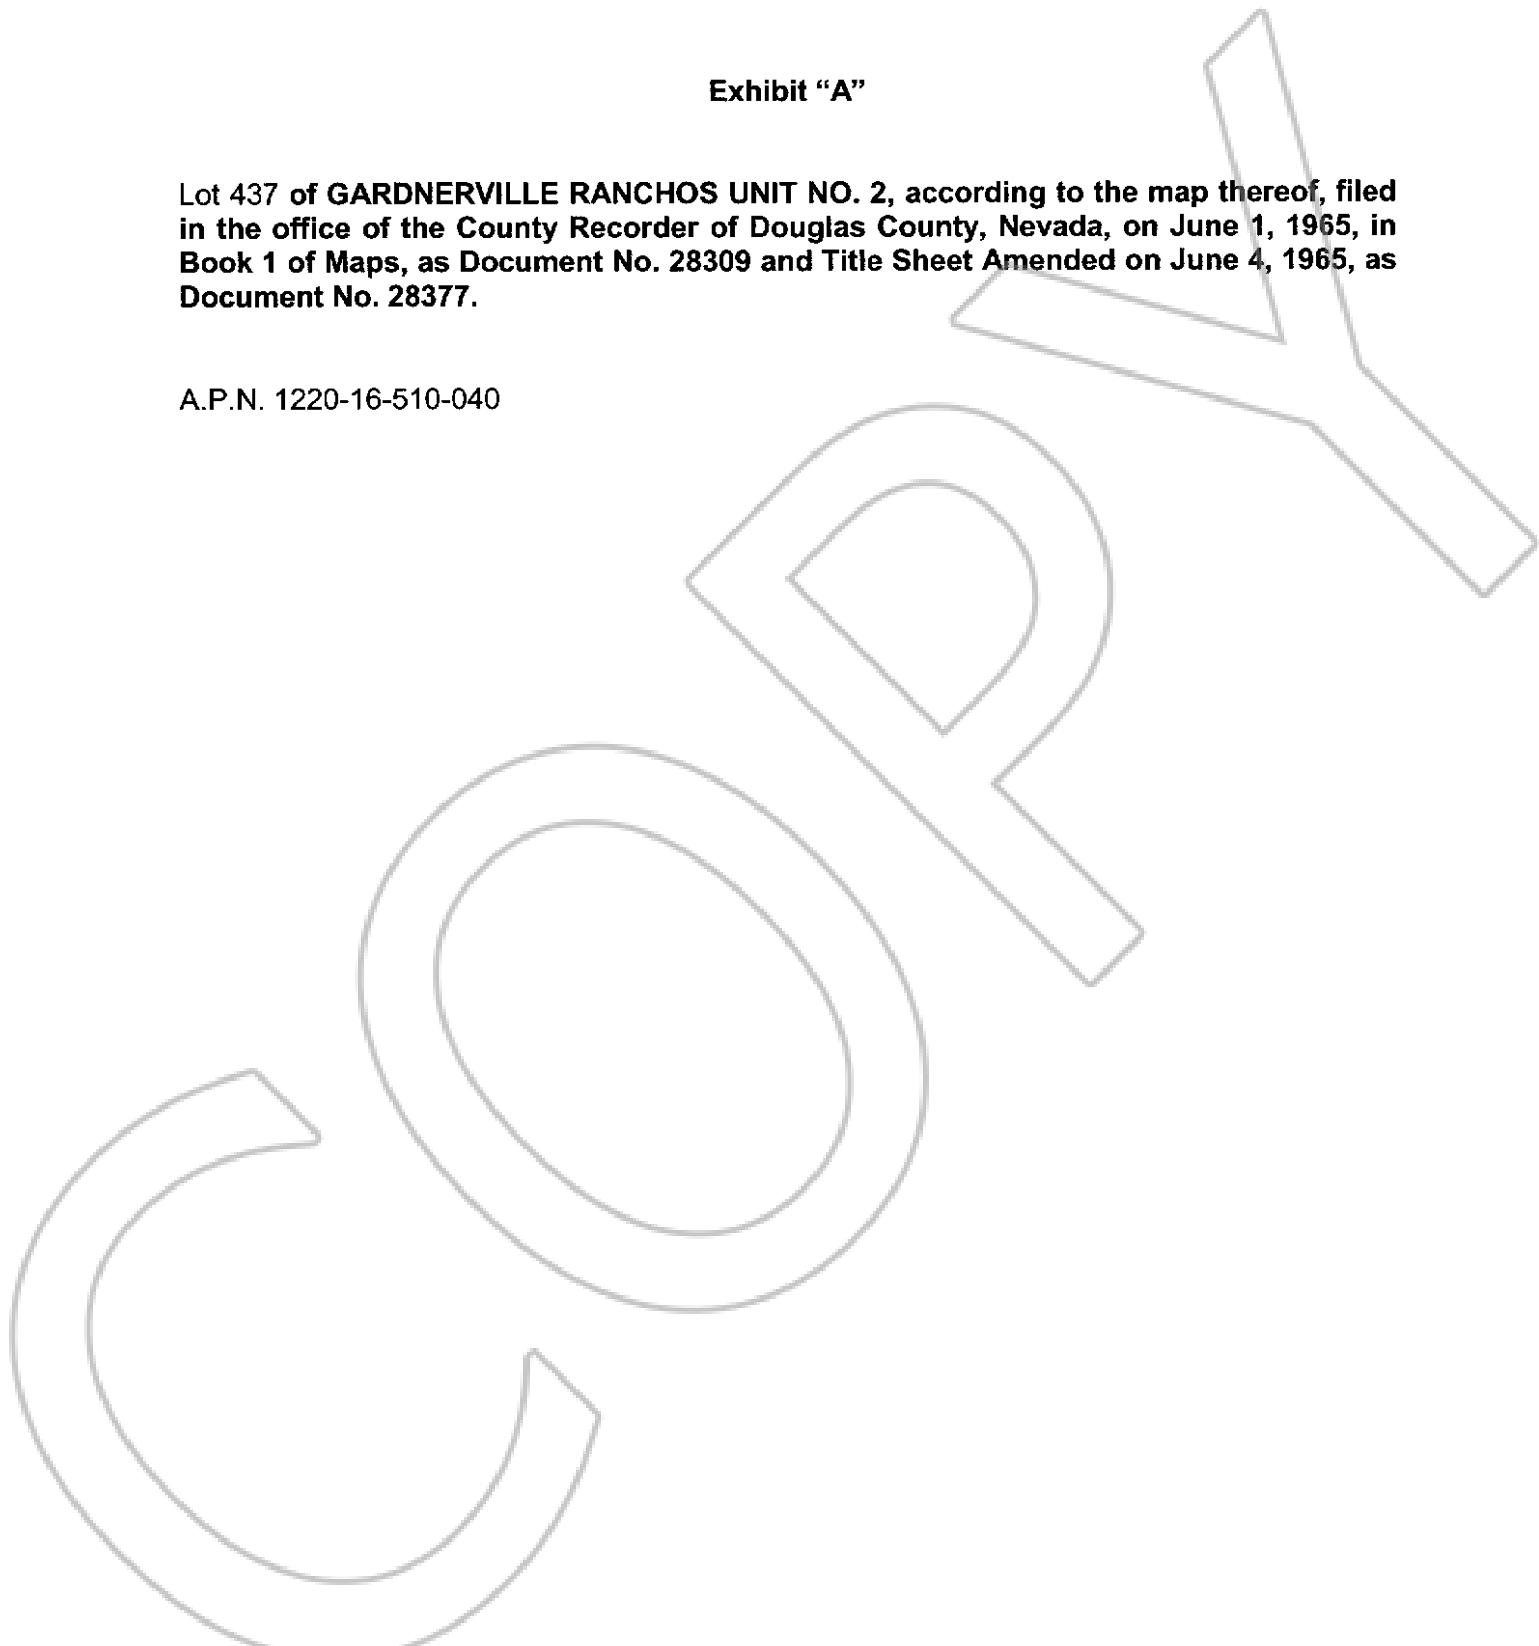 Exhibit “A”
Lot 437 of GARDNERVILLE RANCHOS UNIT NO. 2, according to the map thereof, filed
in the office of the County Recorder of Douglas County, Nevada, on June 1, 1965, in
Book 1 of Maps, as Document No. 28309 and Title Sheet Amended on June 4, 1965, as
Document No. 28377.
A.P.N. 1220-16-510-040
COPY